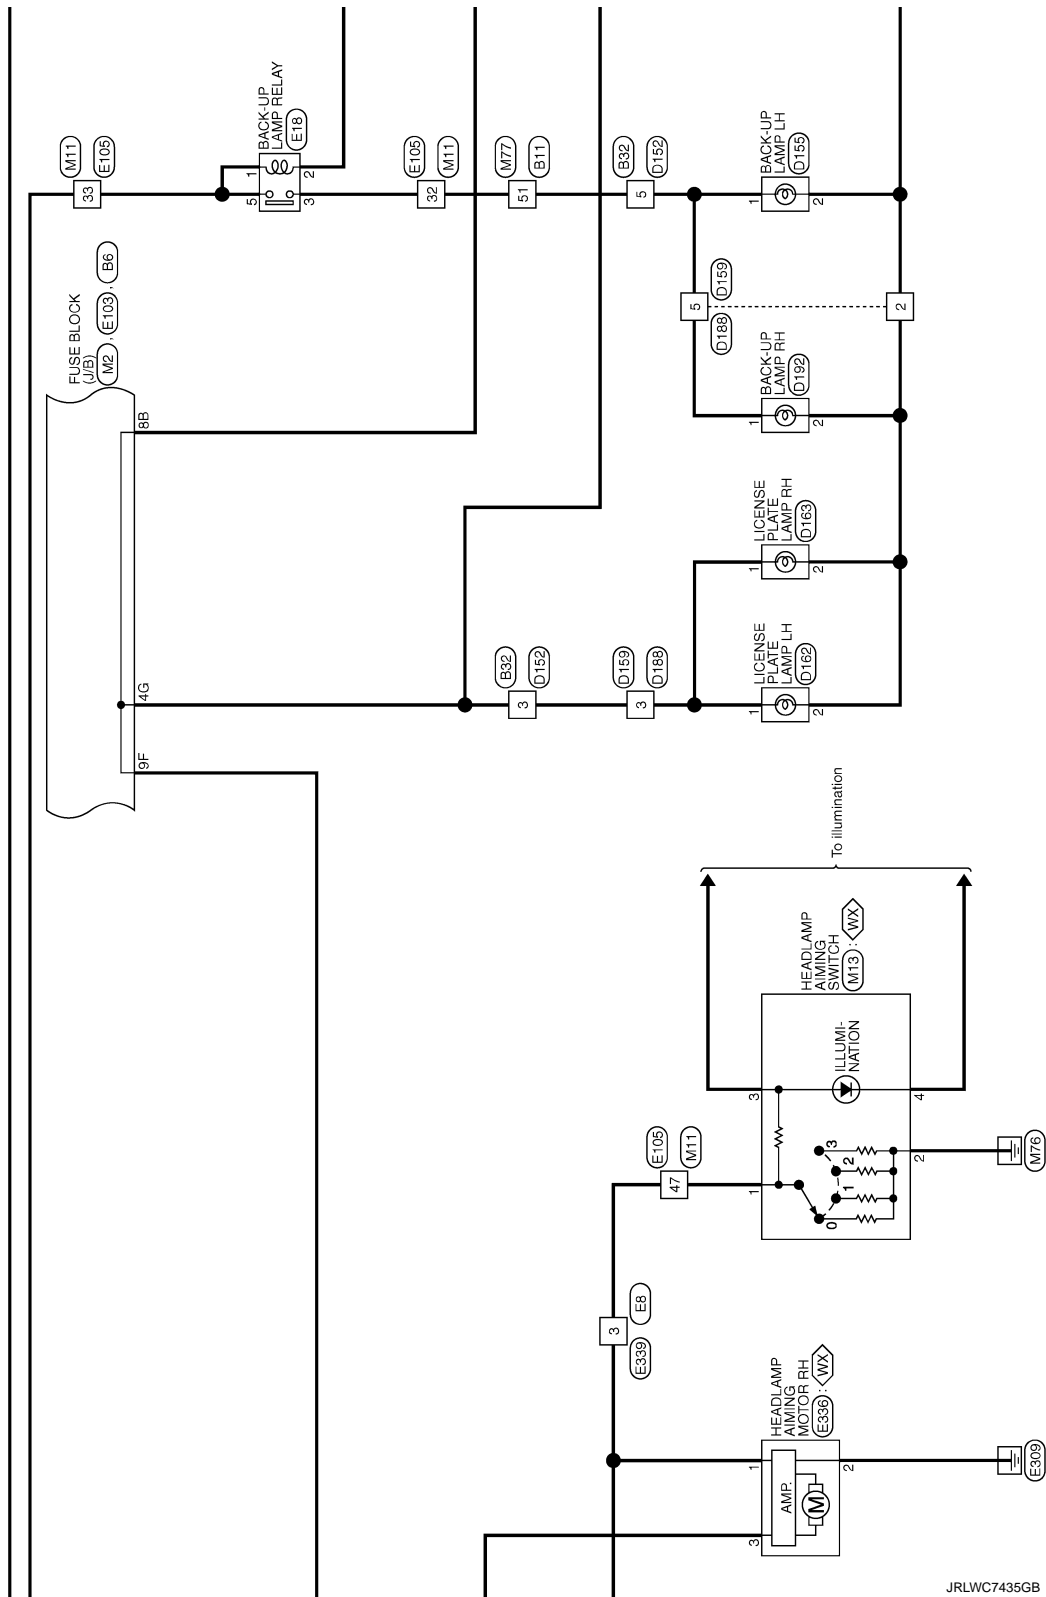 M11
E105
33
BACK-UP
LAMP RELAY
E18
1
2
5
3
E105
M11
32
M77
B11
51
B32
D152
5
BACK-UP
LAMP LH
D155
1
2
FUSE BLOCK
(J/B)
M2 , E103 , B6
8B
4G
9F
5
D159
D188
2
BACK-UP
LAMP RH
D192
1
2
LICENSE
PLATE
LAMP RH
D163
1
2
B32
D152
3
D159
D188
3
LICENSE
PLATE
LAMP LH
D162
1
2
To illumination
HEADLAMP
AIMING
SWITCH
M13 : WX
ILLUMI-
NATION
3
4
E105
M11
47
1
0
1
2
3
2
M76
3
E8
E339
HEADLAMP
AIMING
MOTOR RH
E336 : WX
AMP.
M
1
2
3
E309
JRLWC7435GB